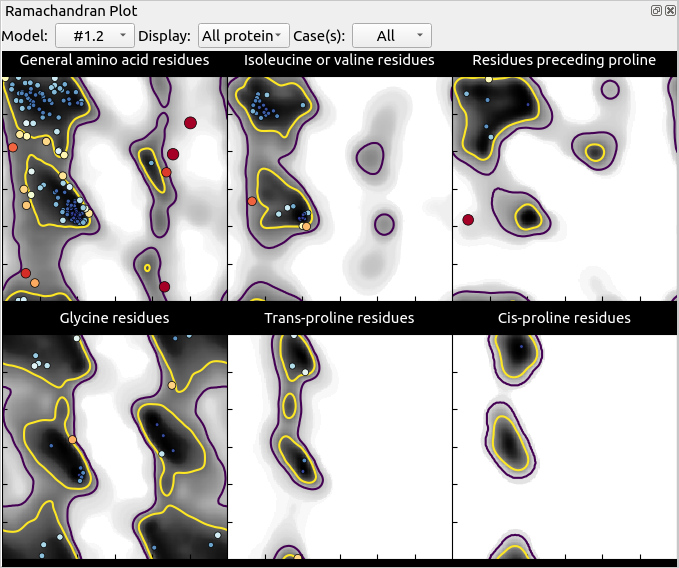 Ramachandran Plot
Model: #1.2 Display: All protein Case(s): All
General amino acid residues Isoleucine or valine residues Residues preceding proline
Glycine residues Trans-proline residues Cis-proline residues